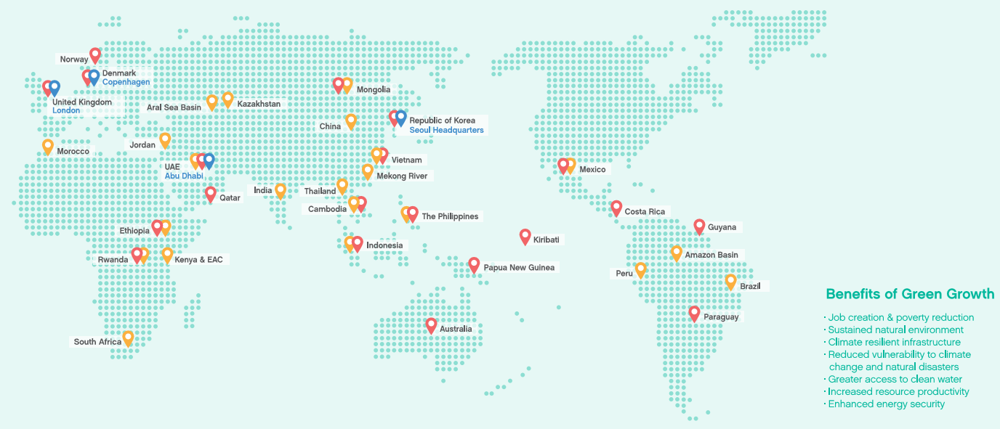 Norway
Denmark
Copenhagen
United Kingdom
London
Aral Sea Basin
Kazakhstan
Mongolia
China
Republic of Korea
Seoul Headquarters
Morocco
Jordan
UAE
Abu Dhabi
Qatar
India
Thailand
Vietnam
Mekong River
Cambodia
The Philippines
Ethiopia
Rwanda
Kenya & EAC
Indonesia
Papua New Guinea
Kiribati
South Africa
Australia
Mexico
Costa Rica
Guyana
Amazon Basin
Peru
Brazil
Paraguay
Benefits of Green Growth
· Job creation & poverty reduction
· Sustained natural environment
· Climate resilient infrastructure
· Reduced vulnerability to climate
change and natural disasters
· Greater access to clean water
· Increased resource productivity
· Enhanced energy security